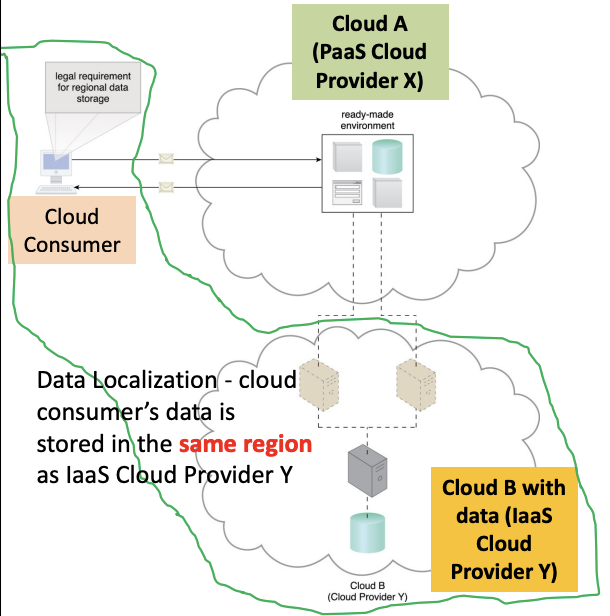 Cloud A
(PaaS Cloud
Provider X)
legal requirement
for regional data
storage
ready-made
environment
Cloud
Consumer
Data Localization - cloud
consumer’s data is
stored in the same region
as IaaS Cloud Provider Y
Cloud B with
data (IaaS
Cloud
Provider Y)
Cloud B
(Cloud Provider Y)